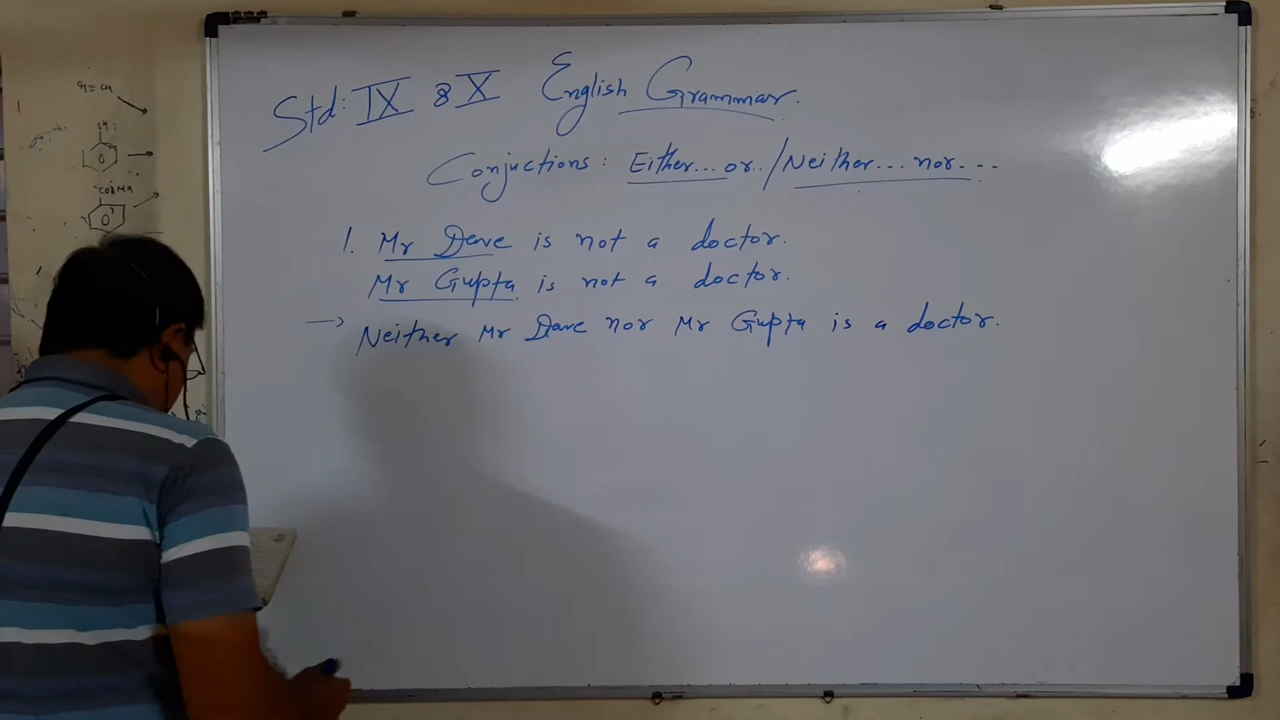 Std: IX & X English Grammar.
Conjuctions: Either...or../Neither...nor....
1. Mr Dave is not a doctor.
Mr Gupta is not a doctor.
→ Neither Mr Dave nor Mr Gupta is a doctor.